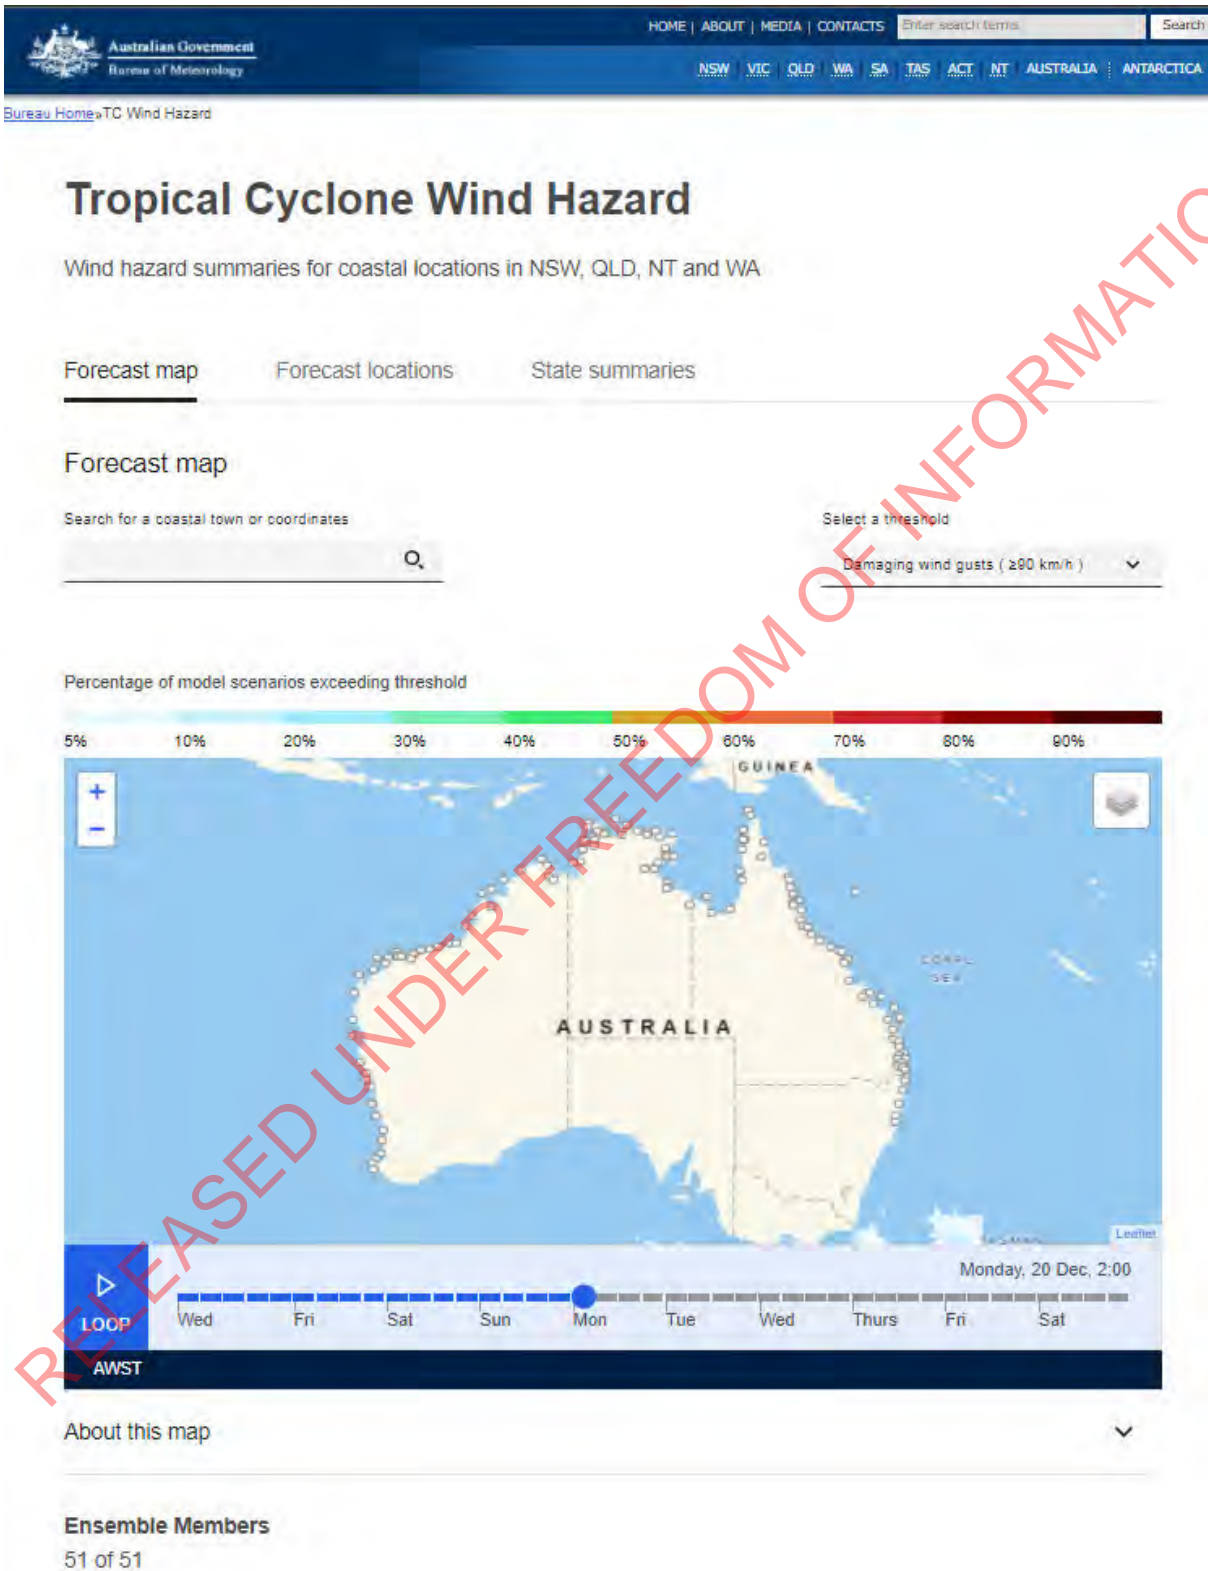 HOME | ABOUT | MEDIA | CONTACTS Enter search terms Search
Australian Government
Bureau of Meteorology
NSW VIC QLD WA SA TAS ACT NT AUSTRALIA ANTARCTICA
Bureau Home»TC Wind Hazard
Tropical Cyclone Wind Hazard
Wind hazard summaries for coastal locations in NSW, QLD, NT and WA
Forecast map Forecast locations State summaries
Forecast map
Search for a coastal town or coordinates Select a threshold
Damaging wind gusts ( ≥90 km/h )
Percentage of model scenarios exceeding threshold
5% 10% 20% 30% 40% 50% 60% 70% 80% 90%
GUINEA
+
−
CORAL
SEA
AUSTRALIA
Leaflet
Monday, 20 Dec, 2:00
LOOP
Wed Fri Sat Sun Mon Tue Wed Thurs Fri Sat
AWST
About this map
Ensemble Members
51 of 51
RELEASED UNDER FREEDOM OF INFORMATIO